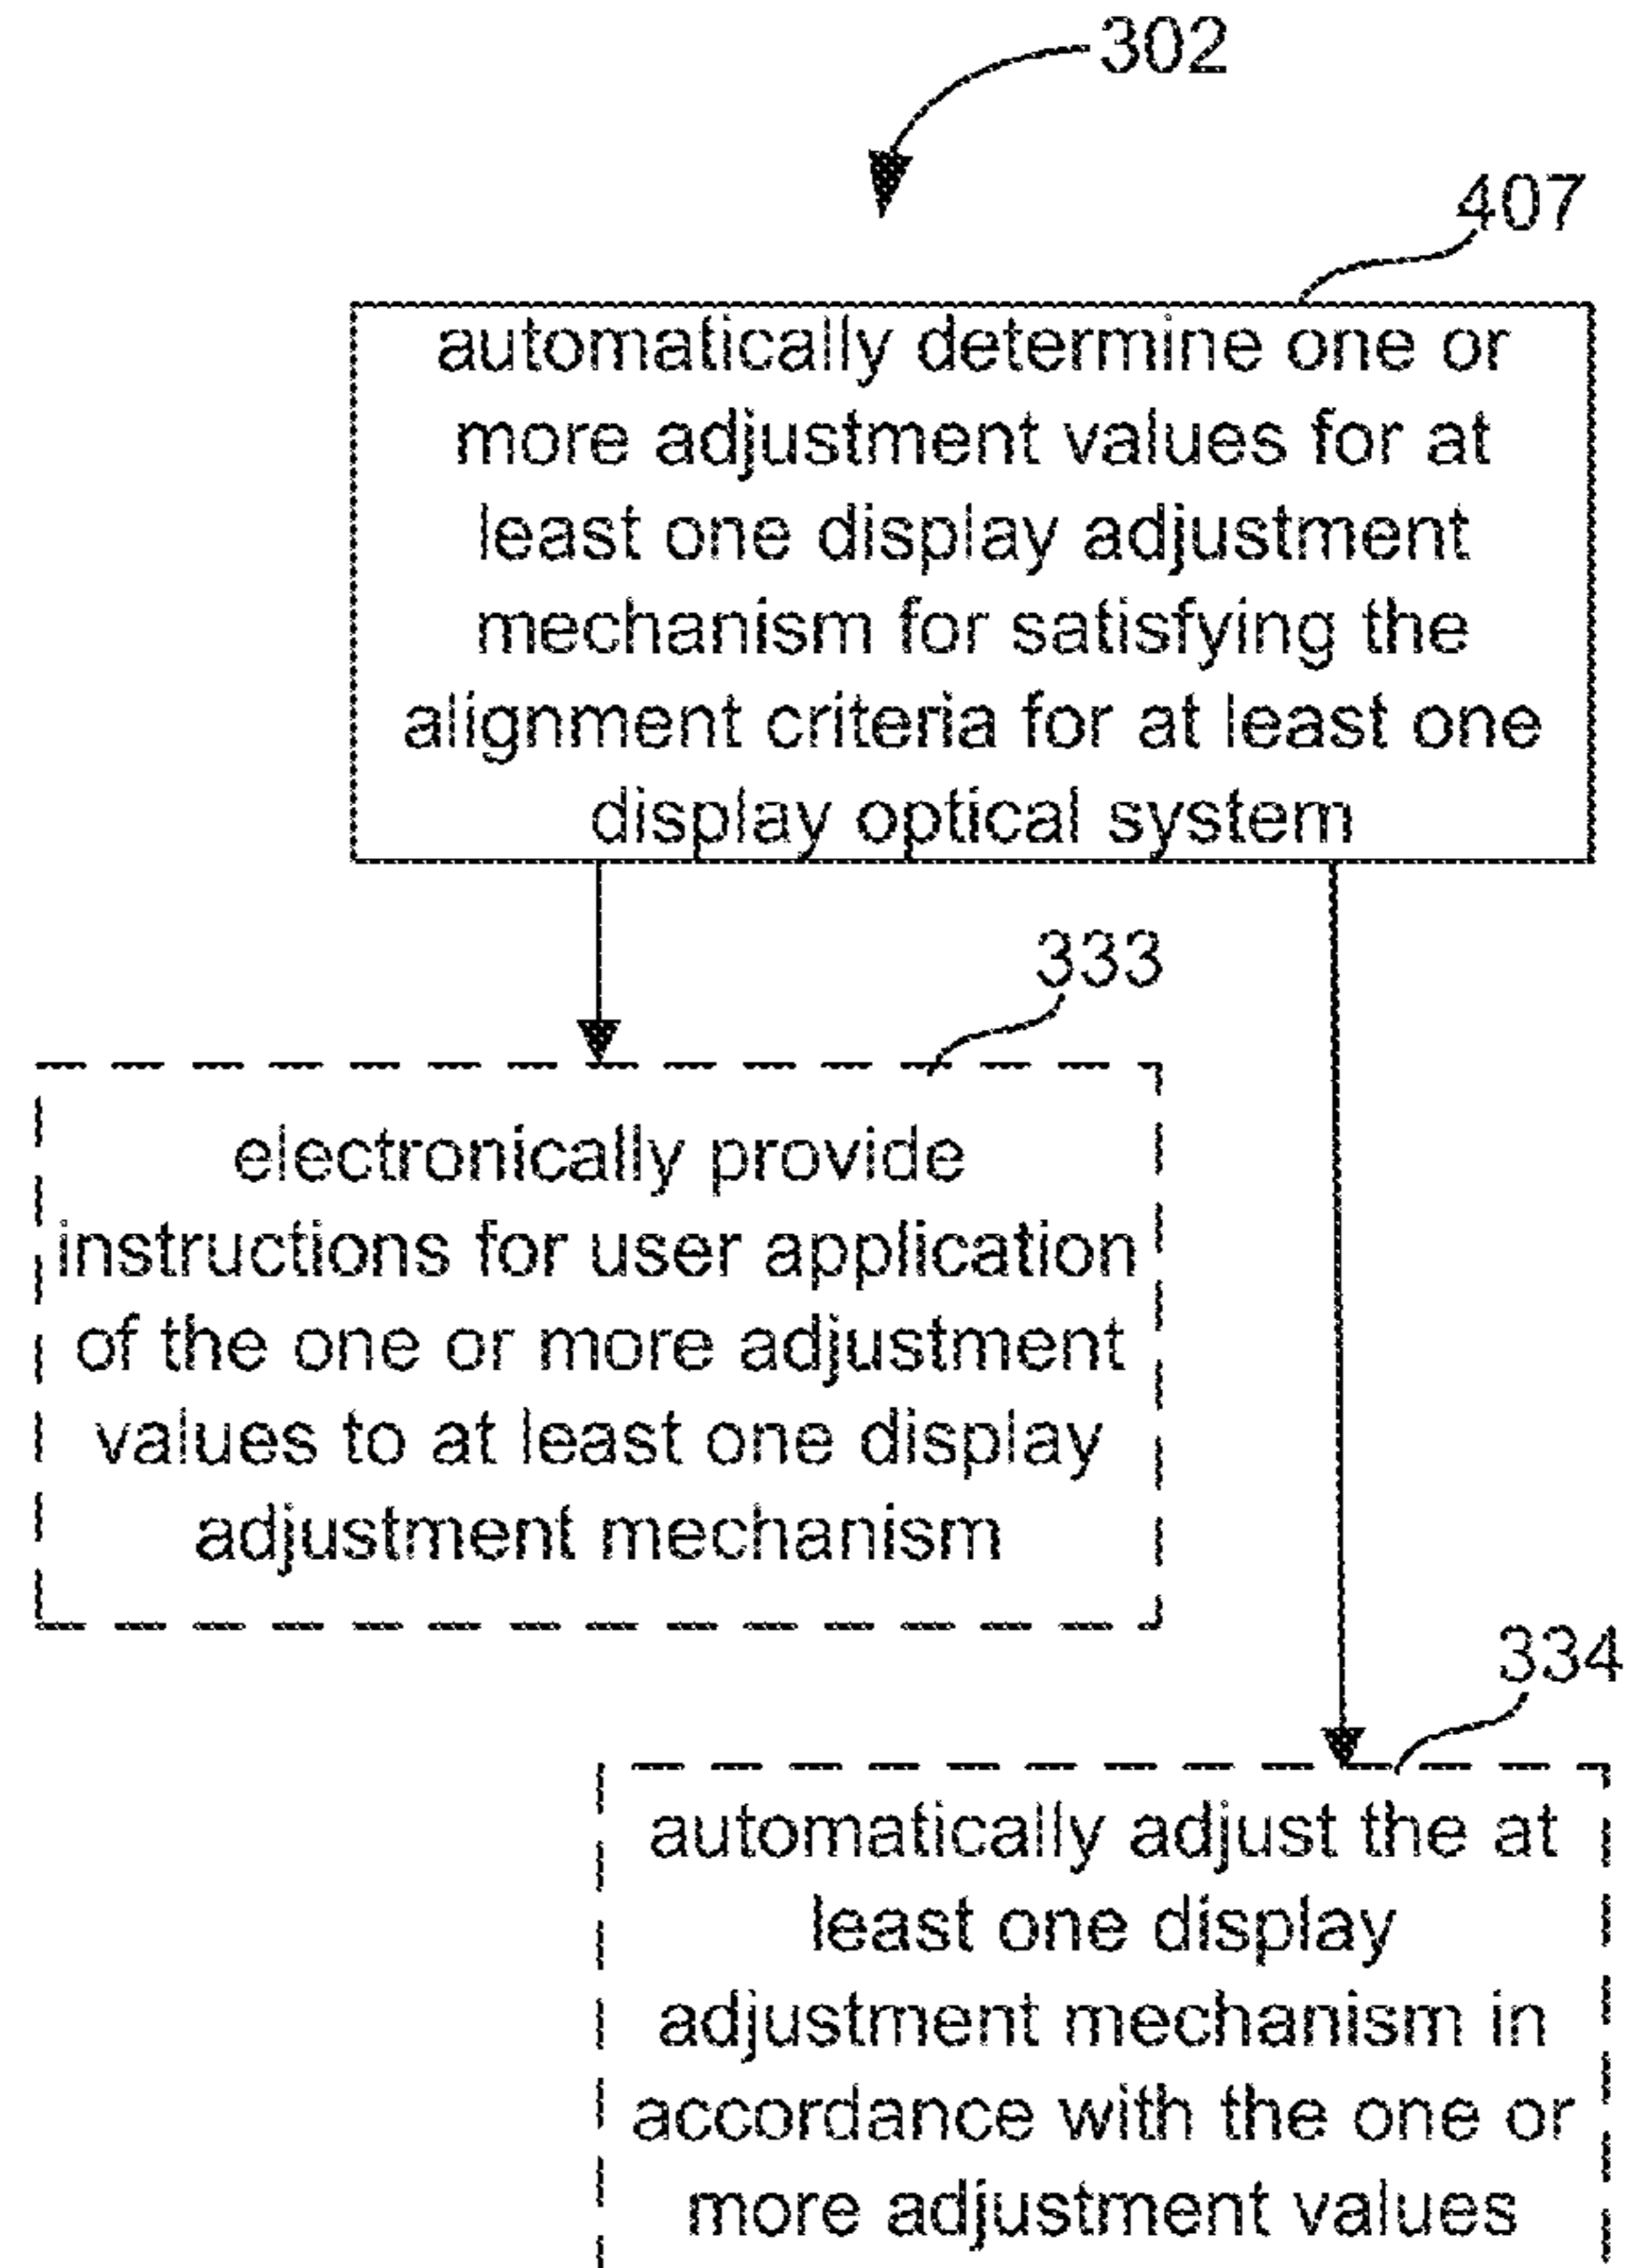 302
407
automatically determine one or
more adjustment values for at
least one display adjustment
mechanism for satisfying the
alignment criteria for at least one
display optical system
333
electronically provide
instructions for user application
of the one or more adjustment
values to at least one display
adjustment mechanism
334
automatically adjust the at
least one display
adjustment mechanism in
accordance with the one or
more adjustment values